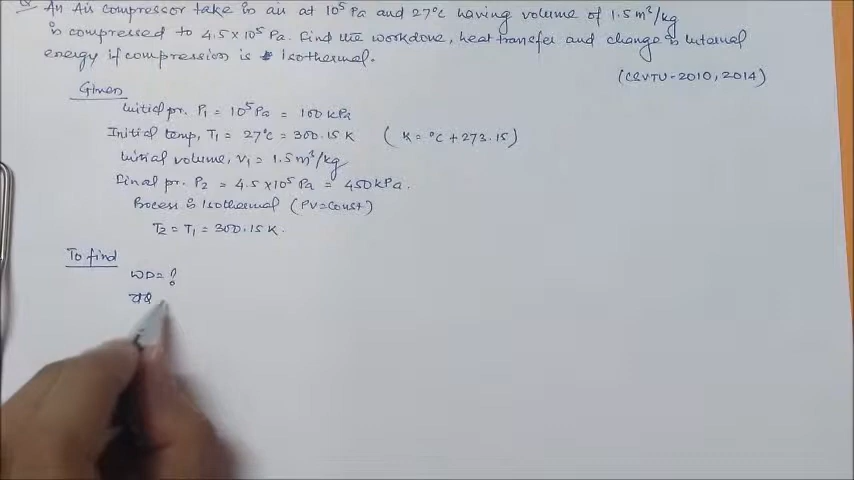 An Air compressor take in air at 10⁵ Pa and 27°C having volume of 1.5 m³/kg
is compressed to 4.5×10⁵ Pa. Find the workdone, heat transfer and change in Internal
energy if compression is Isothermal.
(CSVTU-2010, 2014)
Given
Initial pr. P₁ = 10⁵ Pa = 100 kPa
Initial temp, T₁ = 27°C = 300.15 K ( K = °C + 273.15)
Initial volume, V₁ = 1.5 m³/kg
Final pr. P₂ = 4.5 ×10⁵ Pa = 450 kPa.
Process is Isothermal (PV=Const)
T₂ = T₁ = 300.15 K.
To find
WD = ?